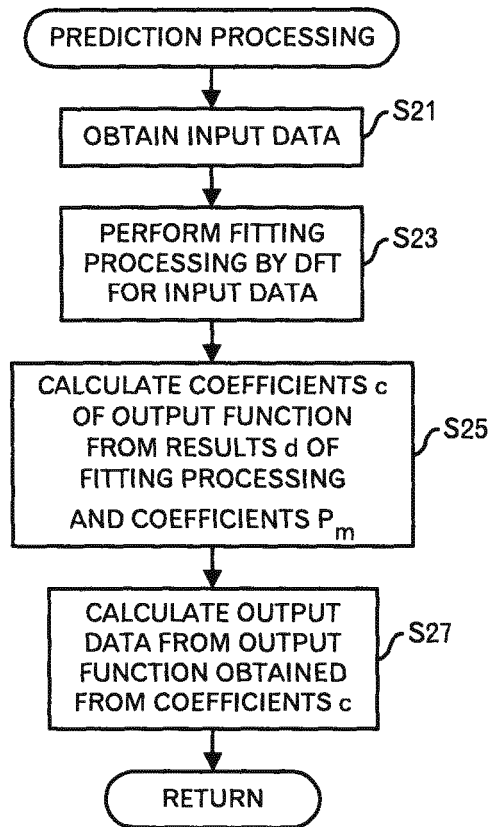 PREDICTION PROCESSING
OBTAIN INPUT DATA
S21
PERFORM FITTING
PROCESSING BY DFT
FOR INPUT DATA
S23
CALCULATE COEFFICIENTS c
OF OUTPUT FUNCTION
FROM RESULTS d OF
FITTING PROCESSING
AND COEFFICIENTS Pm
S25
CALCULATE OUTPUT
DATA FROM OUTPUT
FUNCTION OBTAINED
FROM COEFFICIENTS c
S27
RETURN